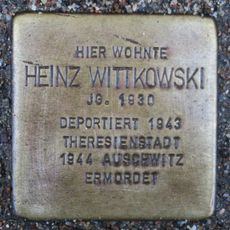 HIER WOHNTE
HEINZ WITTKOWSKI
JG. 1930
DEPORTIERT 1943
THERESIENSTADT
1944 AUSCHWITZ
ERMORDET